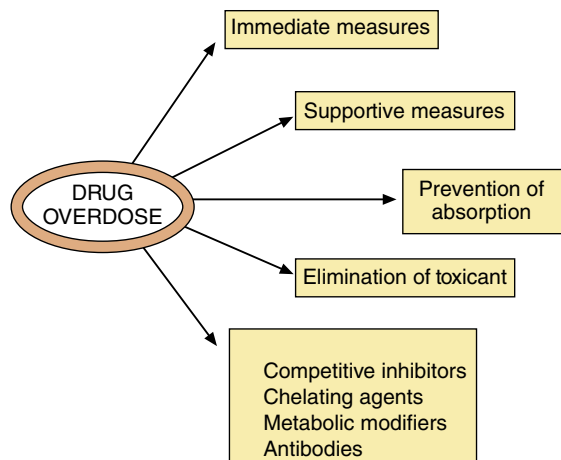 Immediate measures
Supportive measures
DRUG
OVERDOSE
Prevention of
absorption
Elimination of toxicant
Competitive inhibitors
Chelating agents
Metabolic modifiers
Antibodies